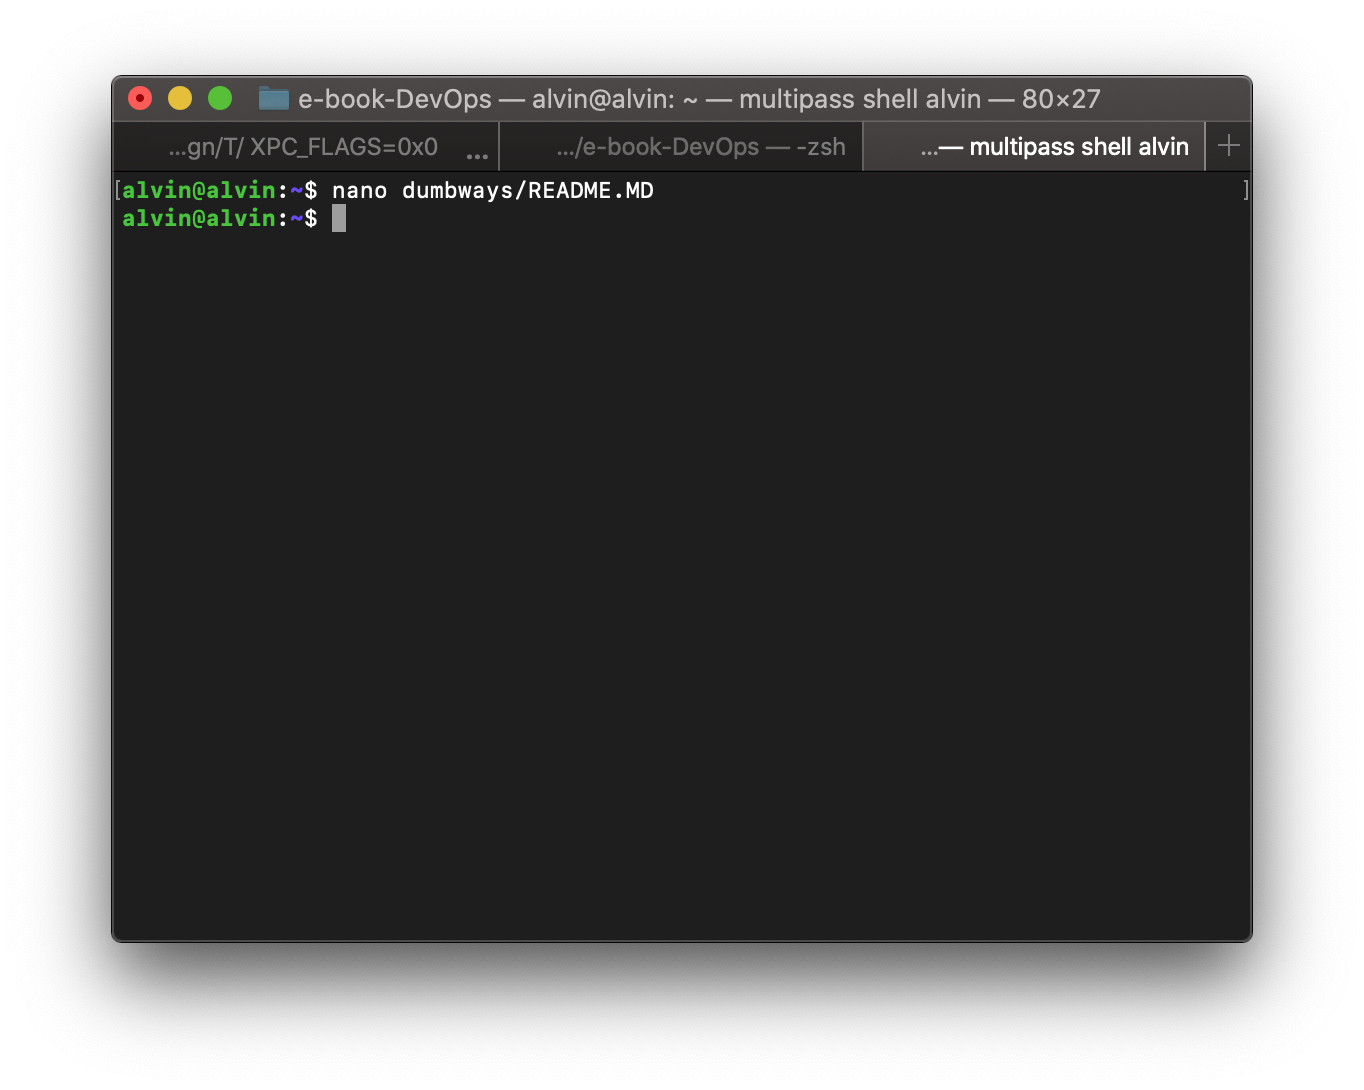 e-book-DevOps — alvin@alvin: ~ — multipass shell alvin — 80×27
...gn/T/ XPC_FLAGS=0x0 ... .../e-book-DevOps — -zsh ...— multipass shell alvin +
[alvin@alvin:~$ nano dumbways/README.MD ]
alvin@alvin:~$